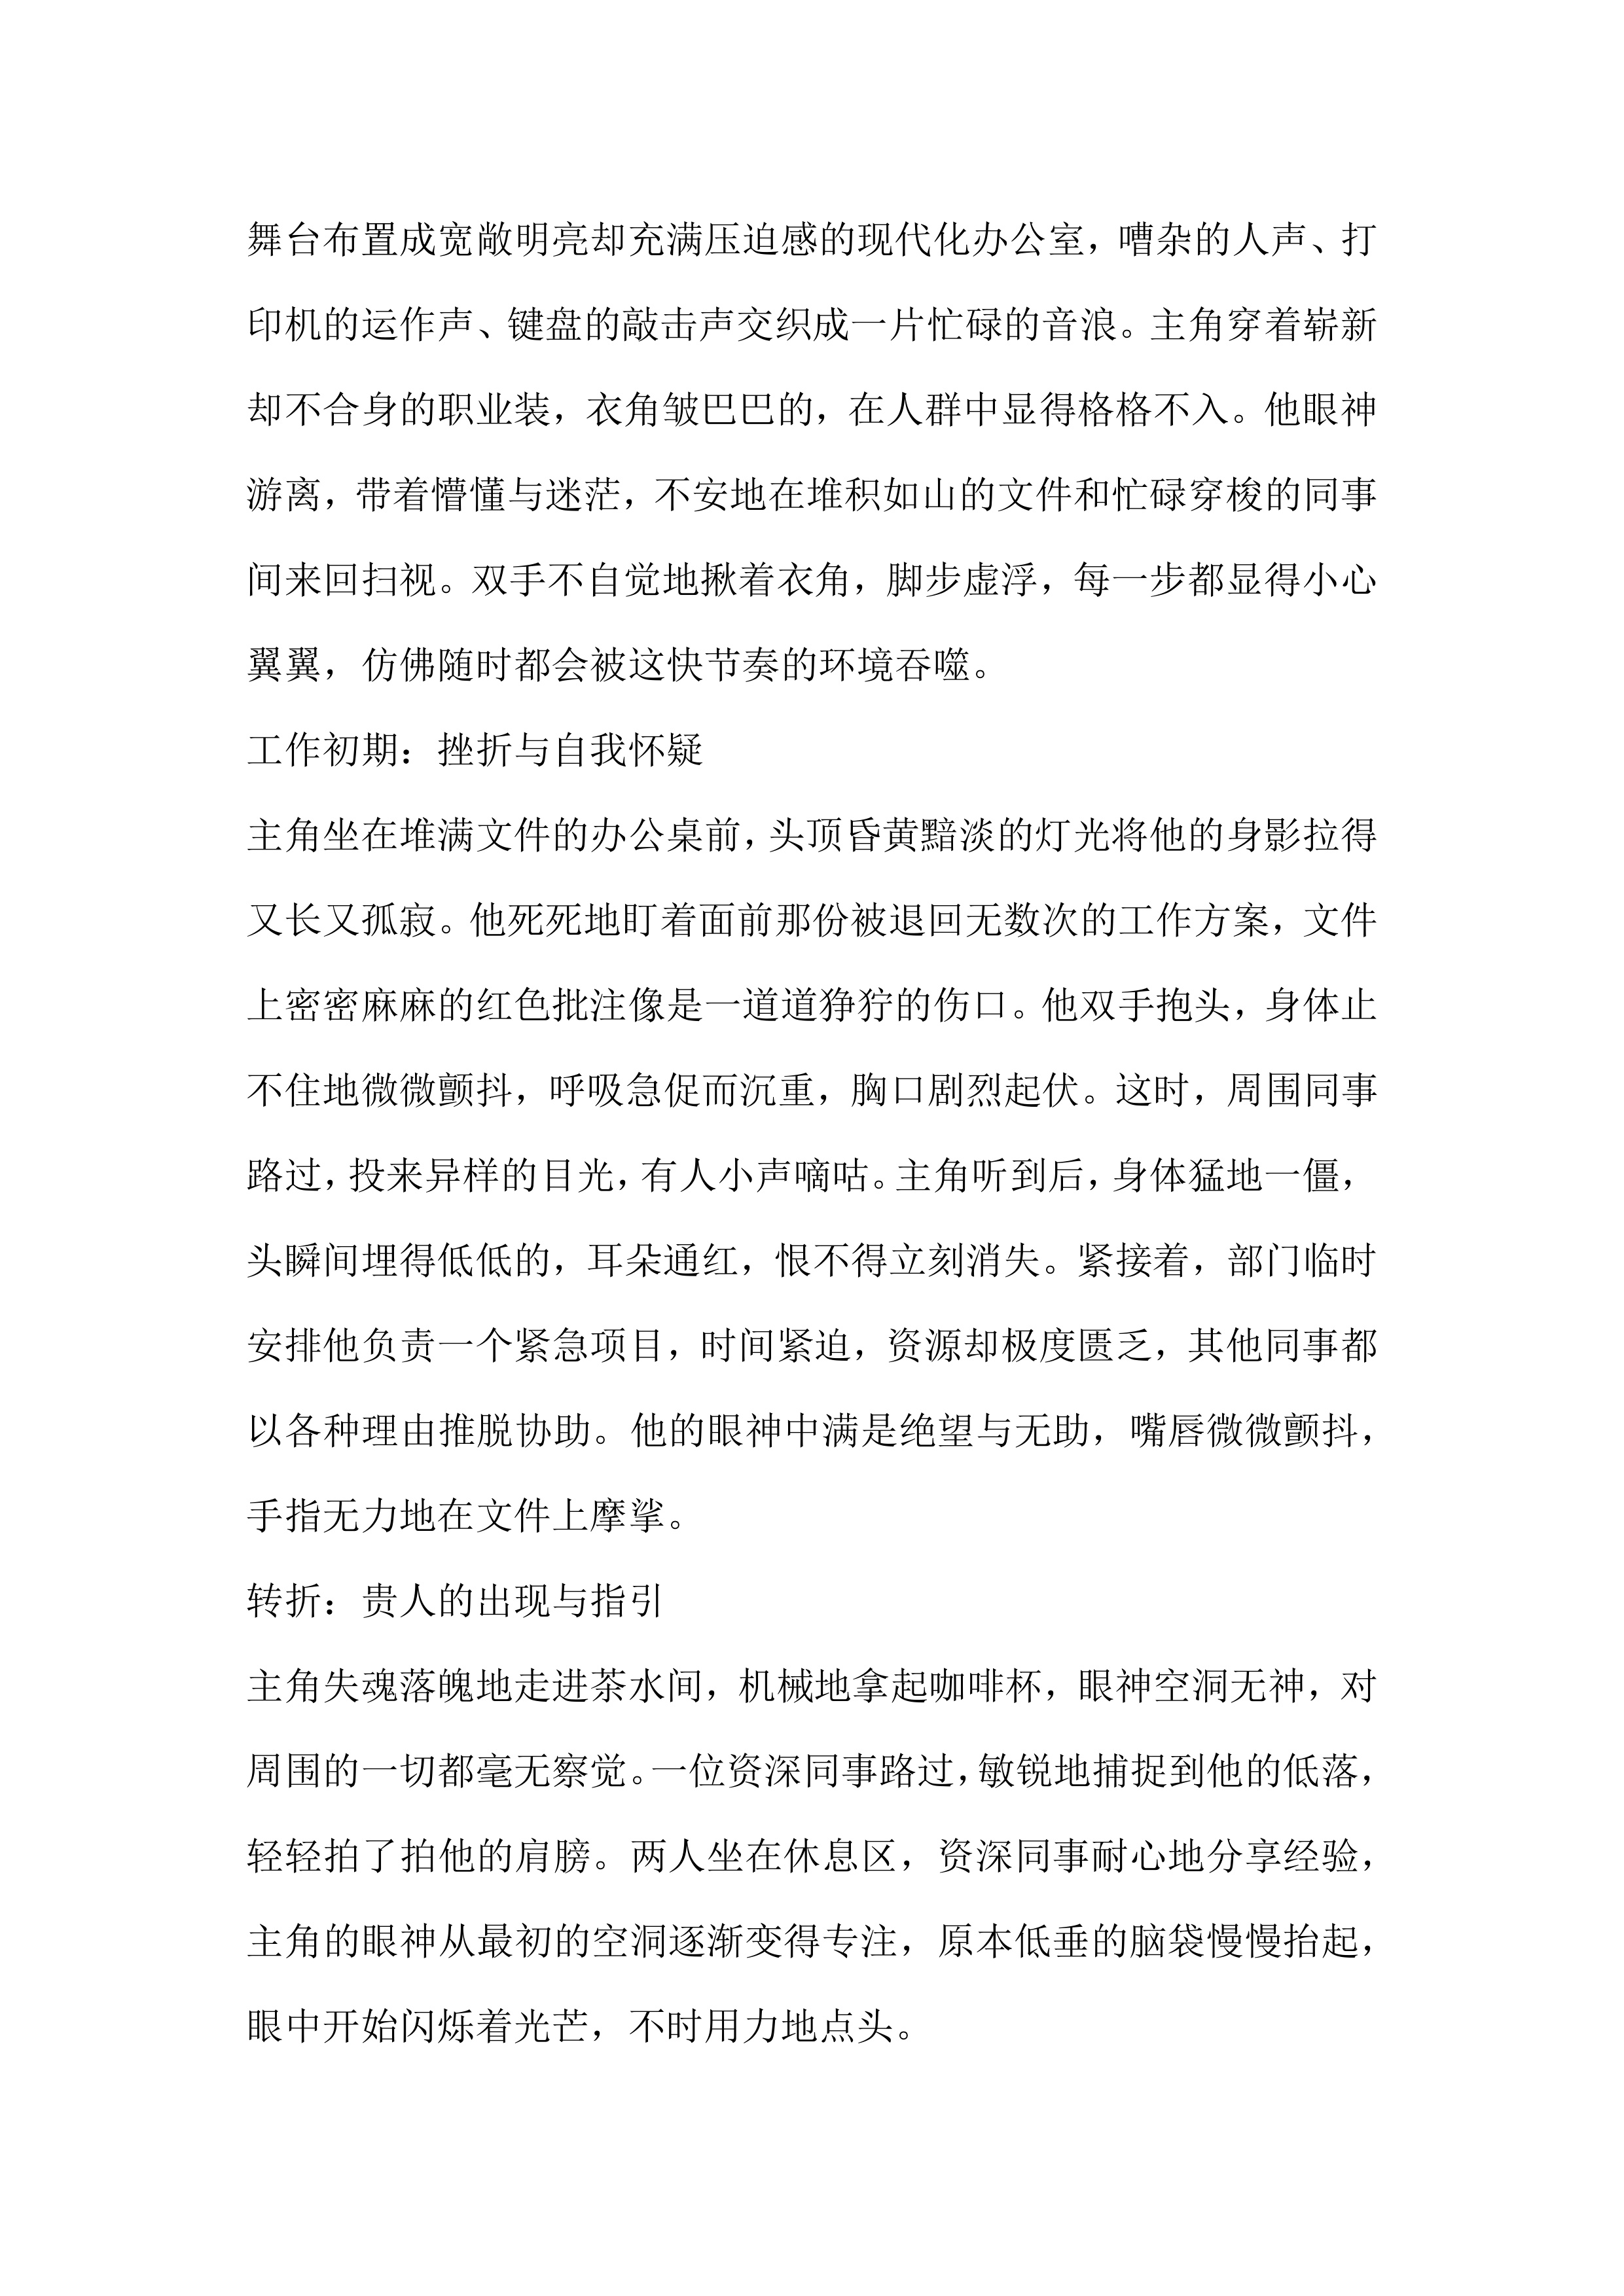 舞台布置成宽敞明亮却充满压迫感的现代化办公室，嘈杂的人声、打
印机的运作声、键盘的敲击声交织成一片忙碌的音浪。主角穿着崭新
却不合身的职业装，衣角皱巴巴的，在人群中显得格格不入。他眼神
游离，带着懵懂与迷茫，不安地在堆积如山的文件和忙碌穿梭的同事
间来回扫视。双手不自觉地揪着衣角，脚步虚浮，每一步都显得小心
翼翼，仿佛随时都会被这快节奏的环境吞噬。
工作初期：挫折与自我怀疑
主角坐在堆满文件的办公桌前，头顶昏黄黯淡的灯光将他的身影拉得
又长又孤寂。他死死地盯着面前那份被退回无数次的工作方案，文件
上密密麻麻的红色批注像是一道道狰狞的伤口。他双手抱头，身体止
不住地微微颤抖，呼吸急促而沉重，胸口剧烈起伏。这时，周围同事
路过，投来异样的目光，有人小声嘀咕。主角听到后，身体猛地一僵，
头瞬间埋得低低的，耳朵通红，恨不得立刻消失。紧接着，部门临时
安排他负责一个紧急项目，时间紧迫，资源却极度匮乏，其他同事都
以各种理由推脱协助。他的眼神中满是绝望与无助，嘴唇微微颤抖，
手指无力地在文件上摩挲。
转折：贵人的出现与指引
主角失魂落魄地走进茶水间，机械地拿起咖啡杯，眼神空洞无神，对
周围的一切都毫无察觉。一位资深同事路过，敏锐地捕捉到他的低落，
轻轻拍了拍他的肩膀。两人坐在休息区，资深同事耐心地分享经验，
主角的眼神从最初的空洞逐渐变得专注，原本低垂的脑袋慢慢抬起，
眼中开始闪烁着光芒，不时用力地点头。